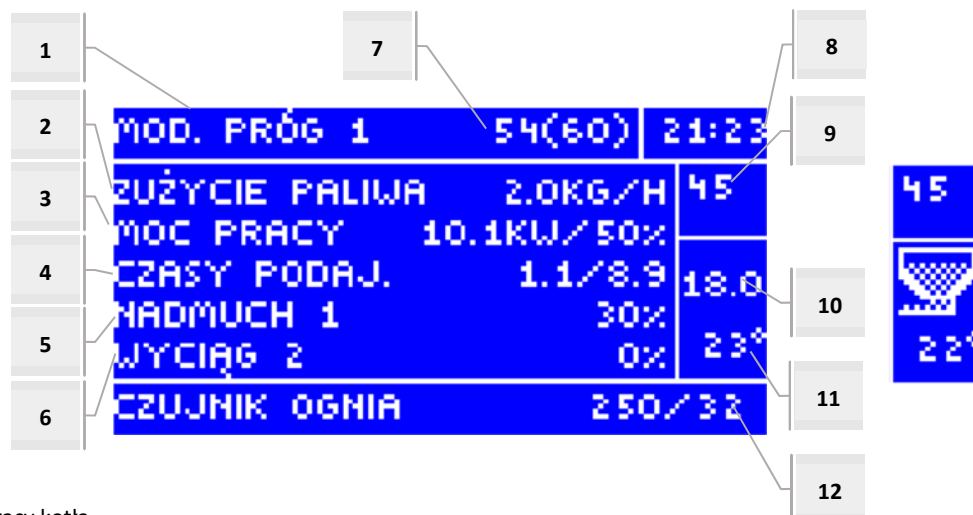 1
7
8
2
9
MOD. PRÓG 1 54(60) 21:23
3
ZUŻYCIE PALIWA 2.0KG/H 45
45
MOC PRACY 10.1KW/50%
4
CZASY PODAJ. 1.1/8.9 18.0
10
5
NADMUCH 1 30%
WYCIĄG 2 0% 23°
22°
6
11
CZUJNIK OGNIA 250/32
12
kotła